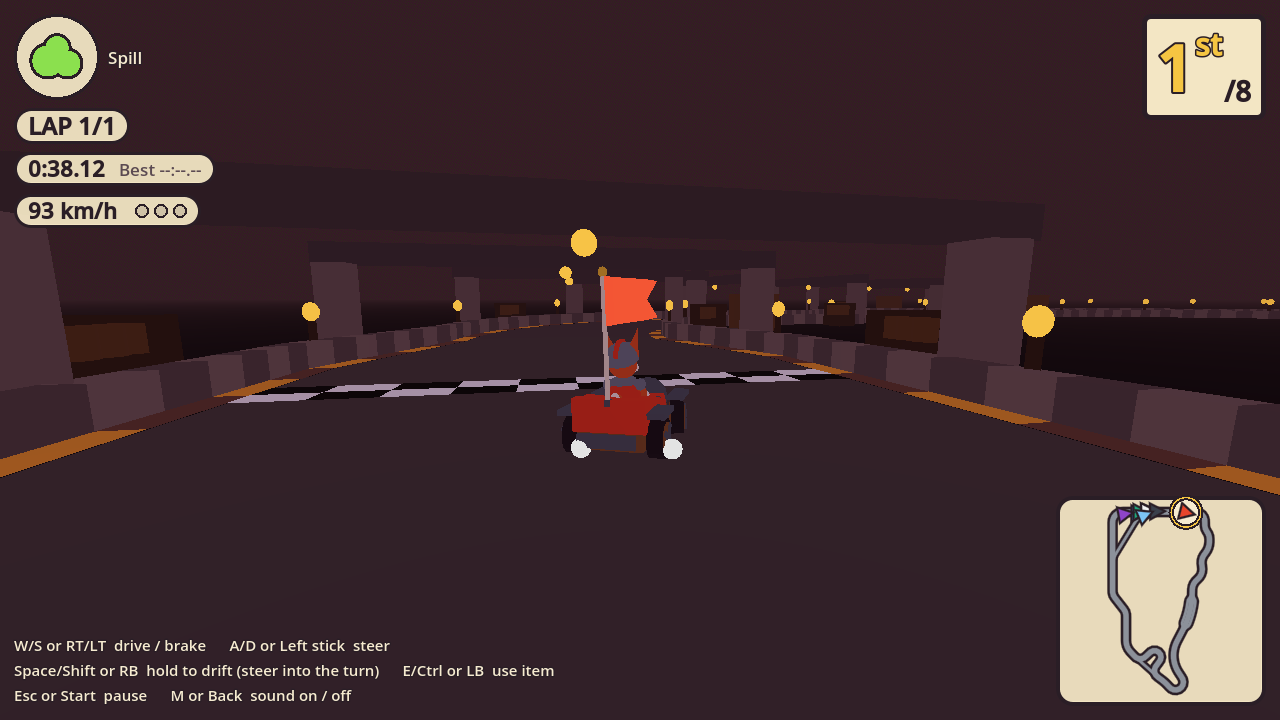 Spill
1st
/8
LAP 1/1
0:38.12 Best --:--.--
93 km/h
W/S or RT/LT drive / brake A/D or Left stick steer
Space/Shift or RB hold to drift (steer into the turn) E/Ctrl or LB use item
Esc or Start pause M or Back sound on / off